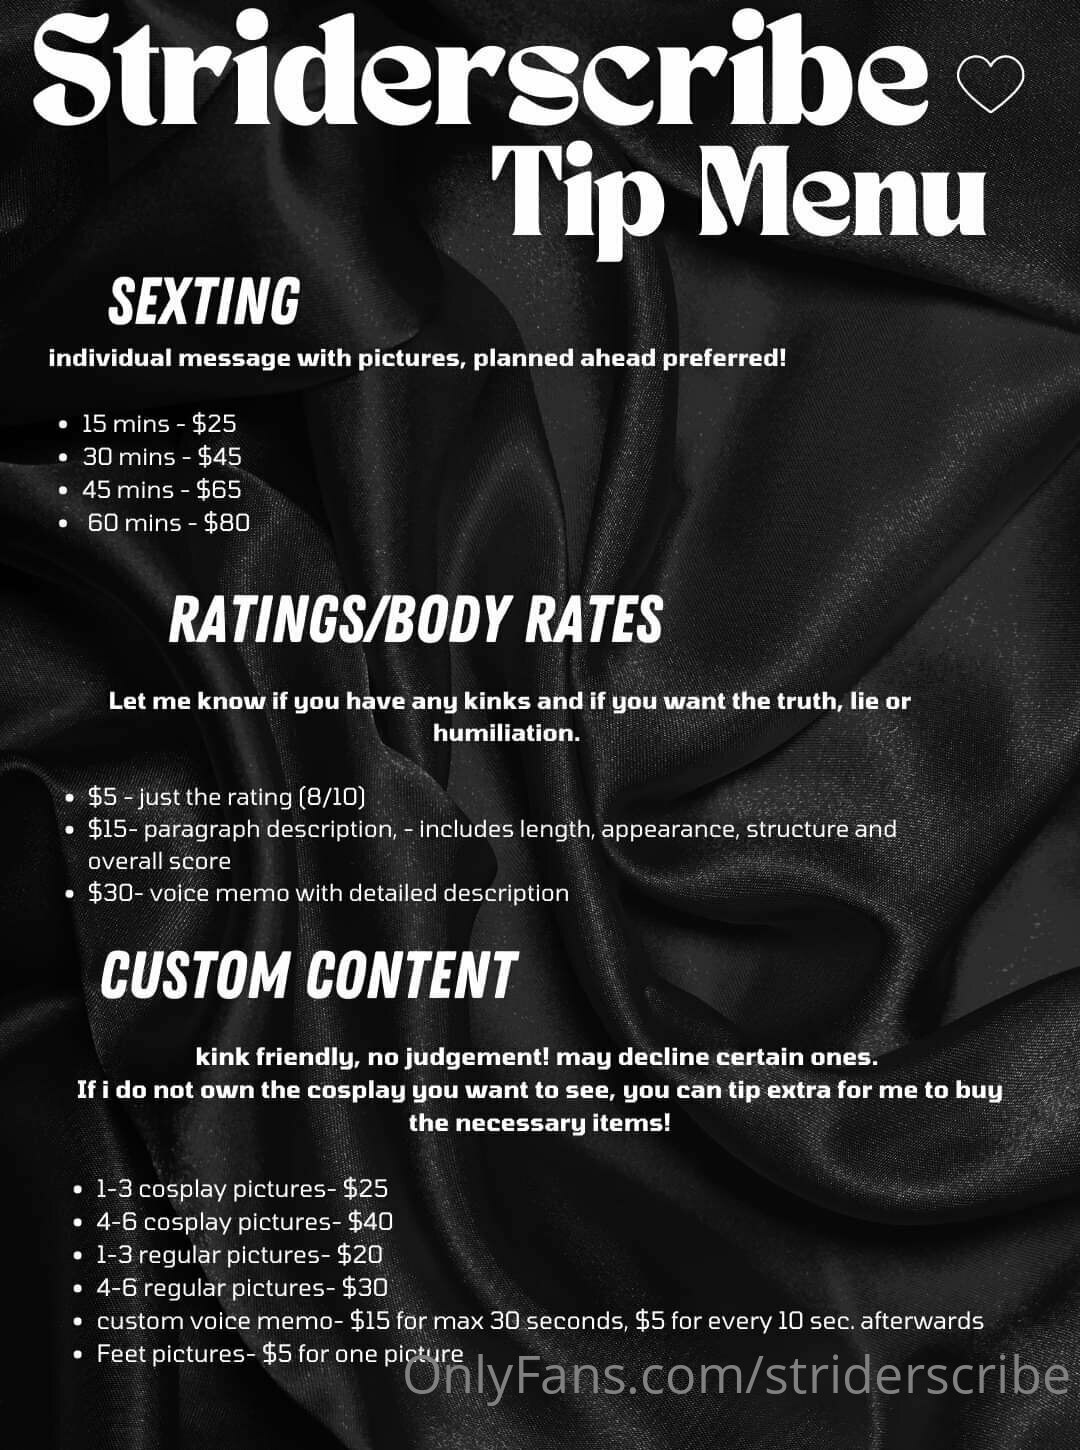 Striderscribe
Tip Menu
SEXTING
individual message with pictures, planned ahead preferred!
• 15 mins - $25
• 30 mins - $45
• 45 mins - $65
• 60 mins - $80
RATINGS/BODY RATES
Let me know if you have any kinks and if you want the truth, lie or
humiliation.
• $5 - just the rating (8/10)
• $15- paragraph description, - includes length, appearance, structure and
overall score
• $30- voice memo with detailed description
CUSTOM CONTENT
kink friendly, no judgement! may decline certain ones.
If i do not own the cosplay you want to see, you can tip extra for me to buy
the necessary items!
• 1-3 cosplay pictures- $25
• 4-6 cosplay pictures- $40
• 1-3 regular pictures- $20
• 4-6 regular pictures- $30
• custom voice memo- $15 for max 30 seconds, $5 for every 10 sec. afterwards
• Feet pictures- $5 for one picture
OnlyFans.com/striderscribe